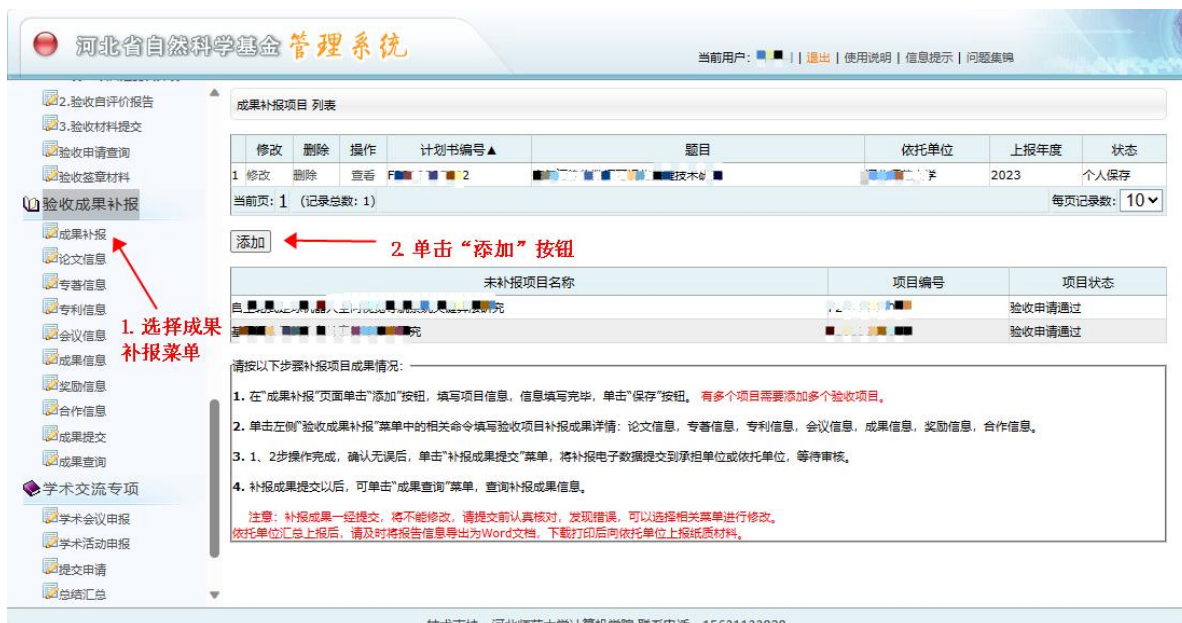 河北省自然科学基金 管理系统
当前用户: | 退出 | 使用说明 | 信息提示 | 问题集锦
2.验收自评价报告
3.验收材料提交
验收申请查询
验收签章材料
验收成果补报
成果补报
论文信息
专著信息
专利信息
会议信息
成果信息
奖励信息
合作信息
成果提交
成果查询
学术交流专项
学术会议申报
学术活动申报
提交申请
总结汇总
1. 选择成果
补报菜单
成果补报项目 列表
修改 删除 操作 计划书编号▲ 题目 依托单位 上报年度 状态
1 修改 删除 查看 F 2 技术 学 2023 个人保存
当前页: 1 (记录总数: 1) 每页记录数: 10
添加
2. 单击“添加”按钮
未补报项目名称 项目编号 项目状态
究 验收申请通过
基 究 验收申请通过
请按以下步骤补报项目成果情况:
1. 在“成果补报”页面单击“添加”按钮，填写项目信息，信息填写完毕，单击“保存”按钮。有多个项目需要添加多个验收项目。
2. 单击左侧“验收成果补报”菜单中的相关命令填写验收项目补报成果详情：论文信息，专著信息，专利信息，会议信息，成果信息，奖励信息，合作信息。
3. 1、2步操作完成，确认无误后，单击“补报成果提交”菜单，将补报电子数据提交到承担单位或依托单位，等待审核。
4. 补报成果提交以后，可单击“成果查询”菜单，查询补报成果信息。
注意：补报成果一经提交，将不能修改，请提交前认真核对，发现错误，可以选择相关菜单进行修改。
依托单位汇总上报后，请及时将报告信息导出为Word文档，下载打印后向依托单位上报纸质材料。